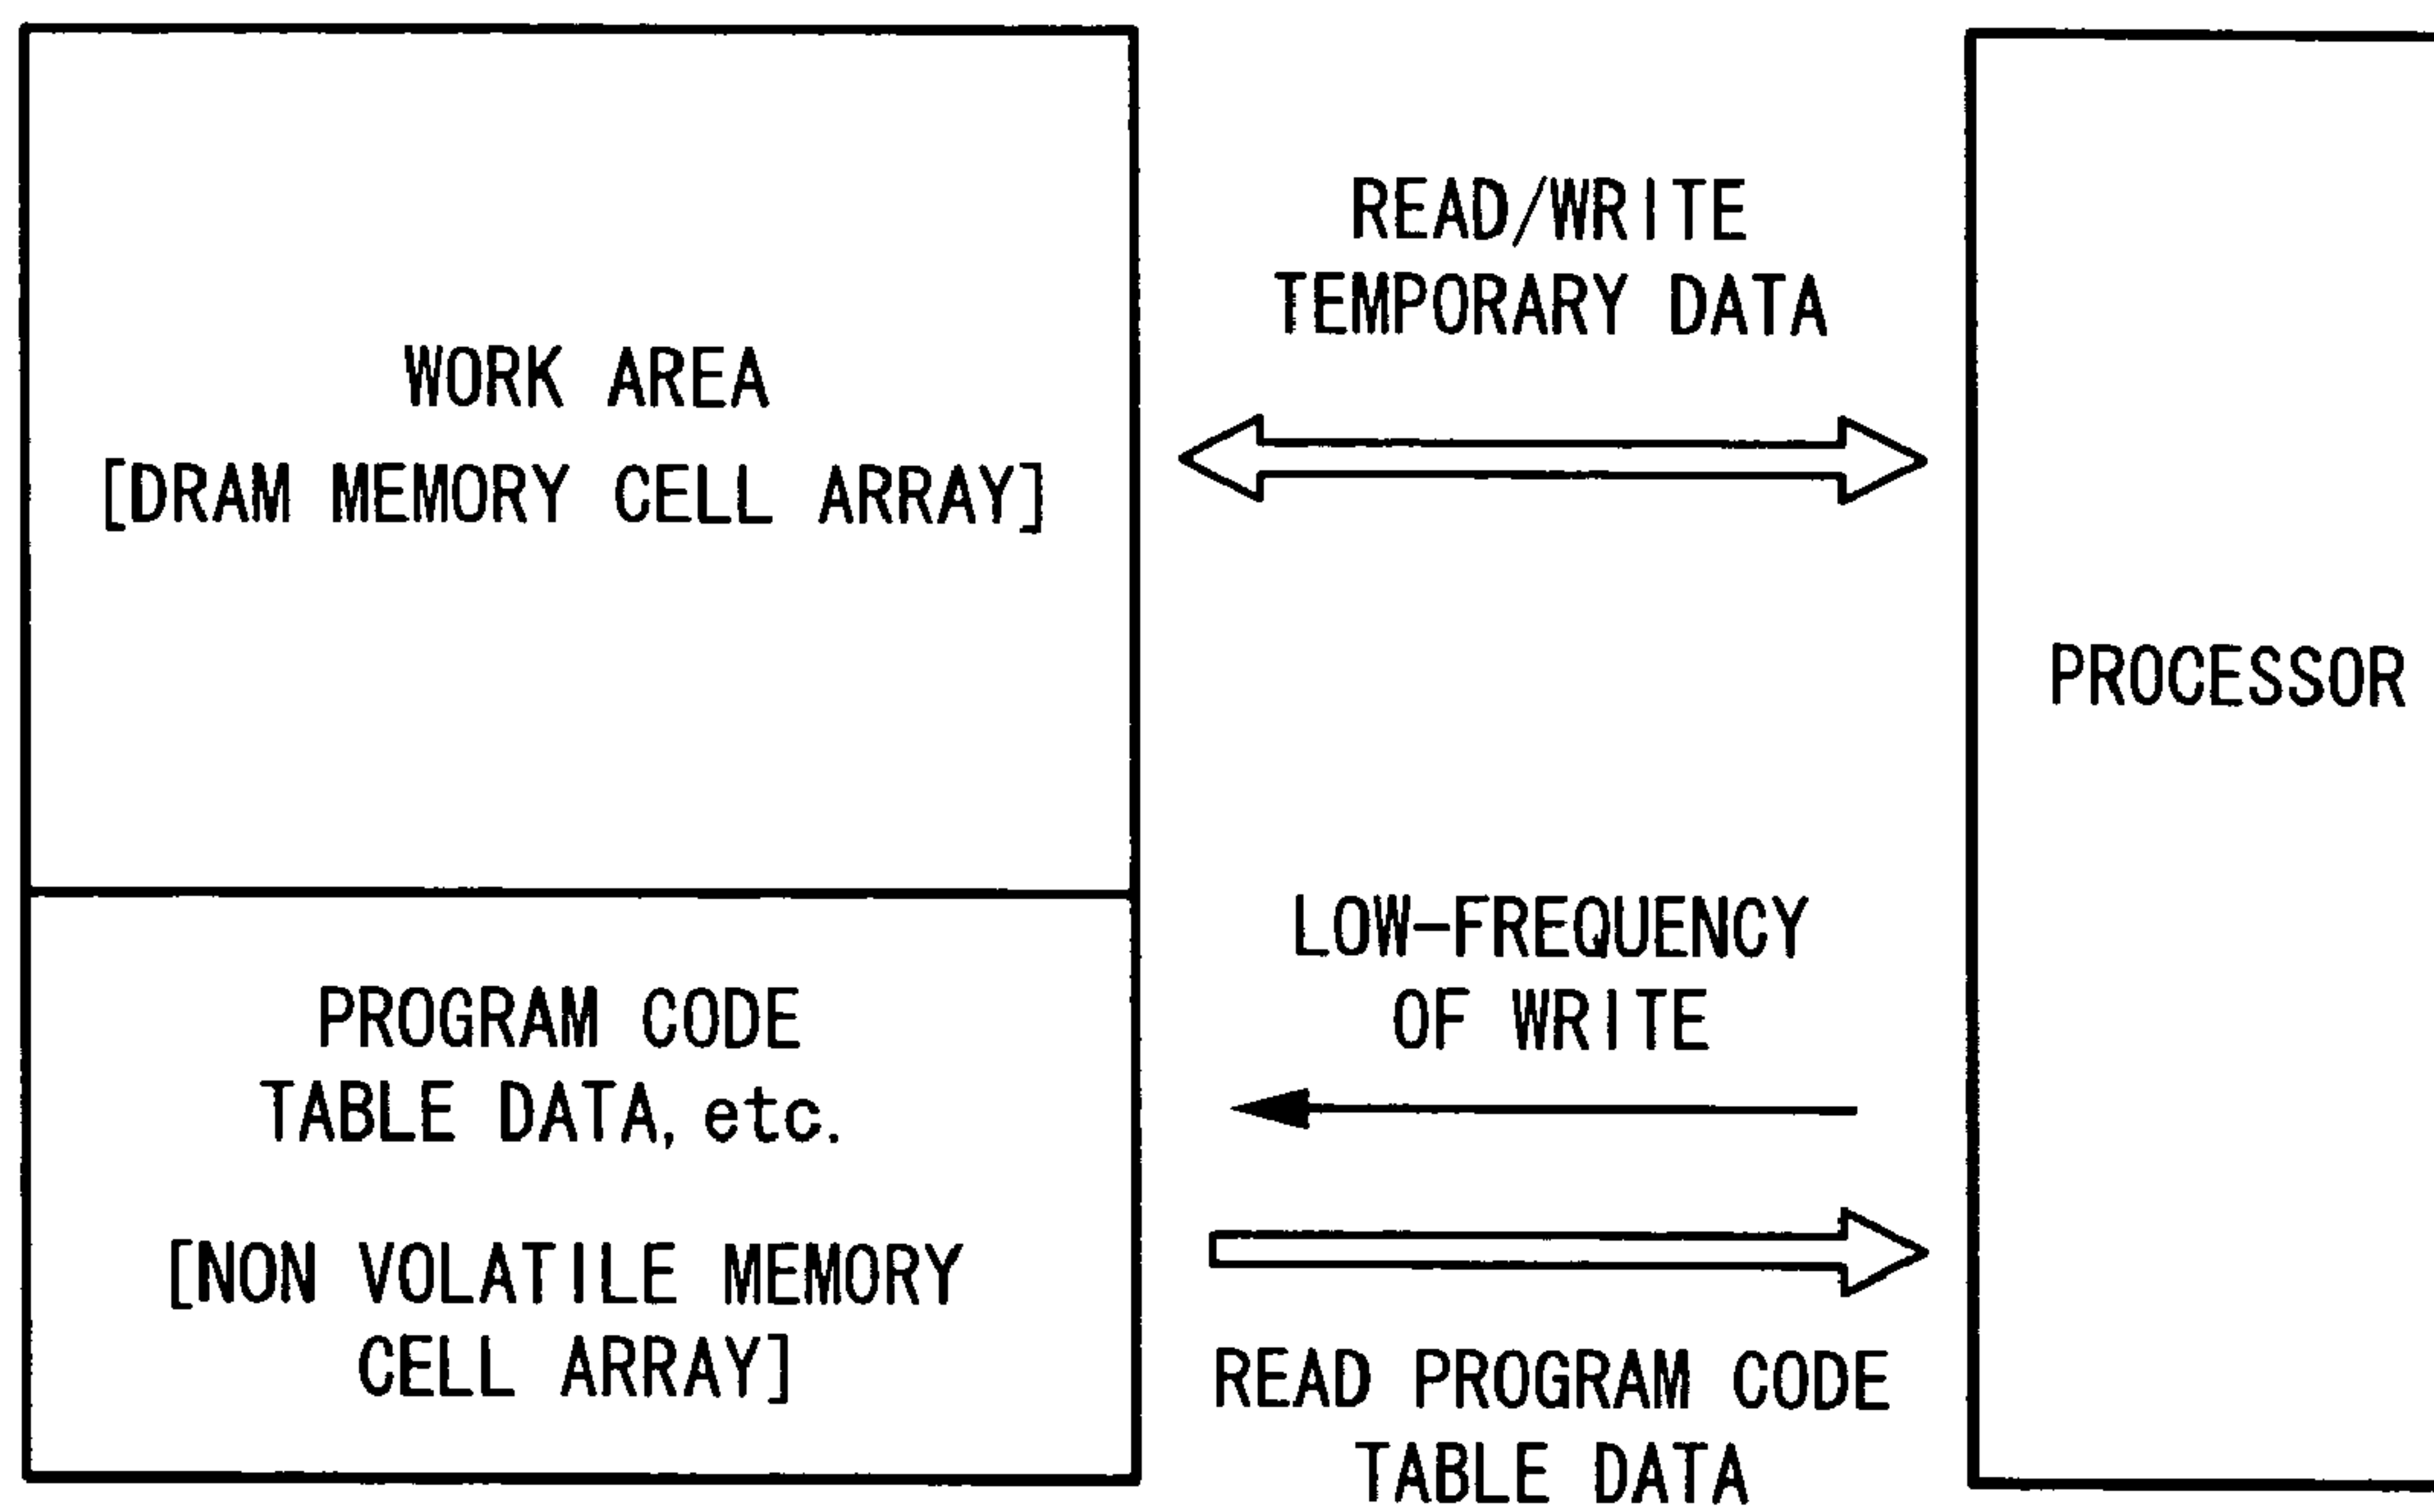 WORK AREA
[DRAM MEMORY CELL ARRAY]
PROGRAM CODE
TABLE DATA, etc.
[NON VOLATILE MEMORY
CELL ARRAY]
READ/WRITE
TEMPORARY DATA
LOW-FREQUENCY
OF WRITE
READ PROGRAM CODE
TABLE DATA
PROCESSOR